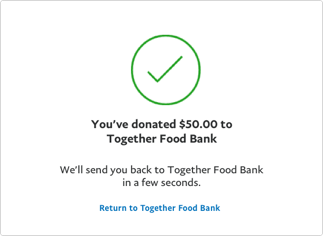 You've donated $50.00 to
Together Food Bank
We'll send you back to Together Food Bank
in a few seconds.
Return to Together Food Bank